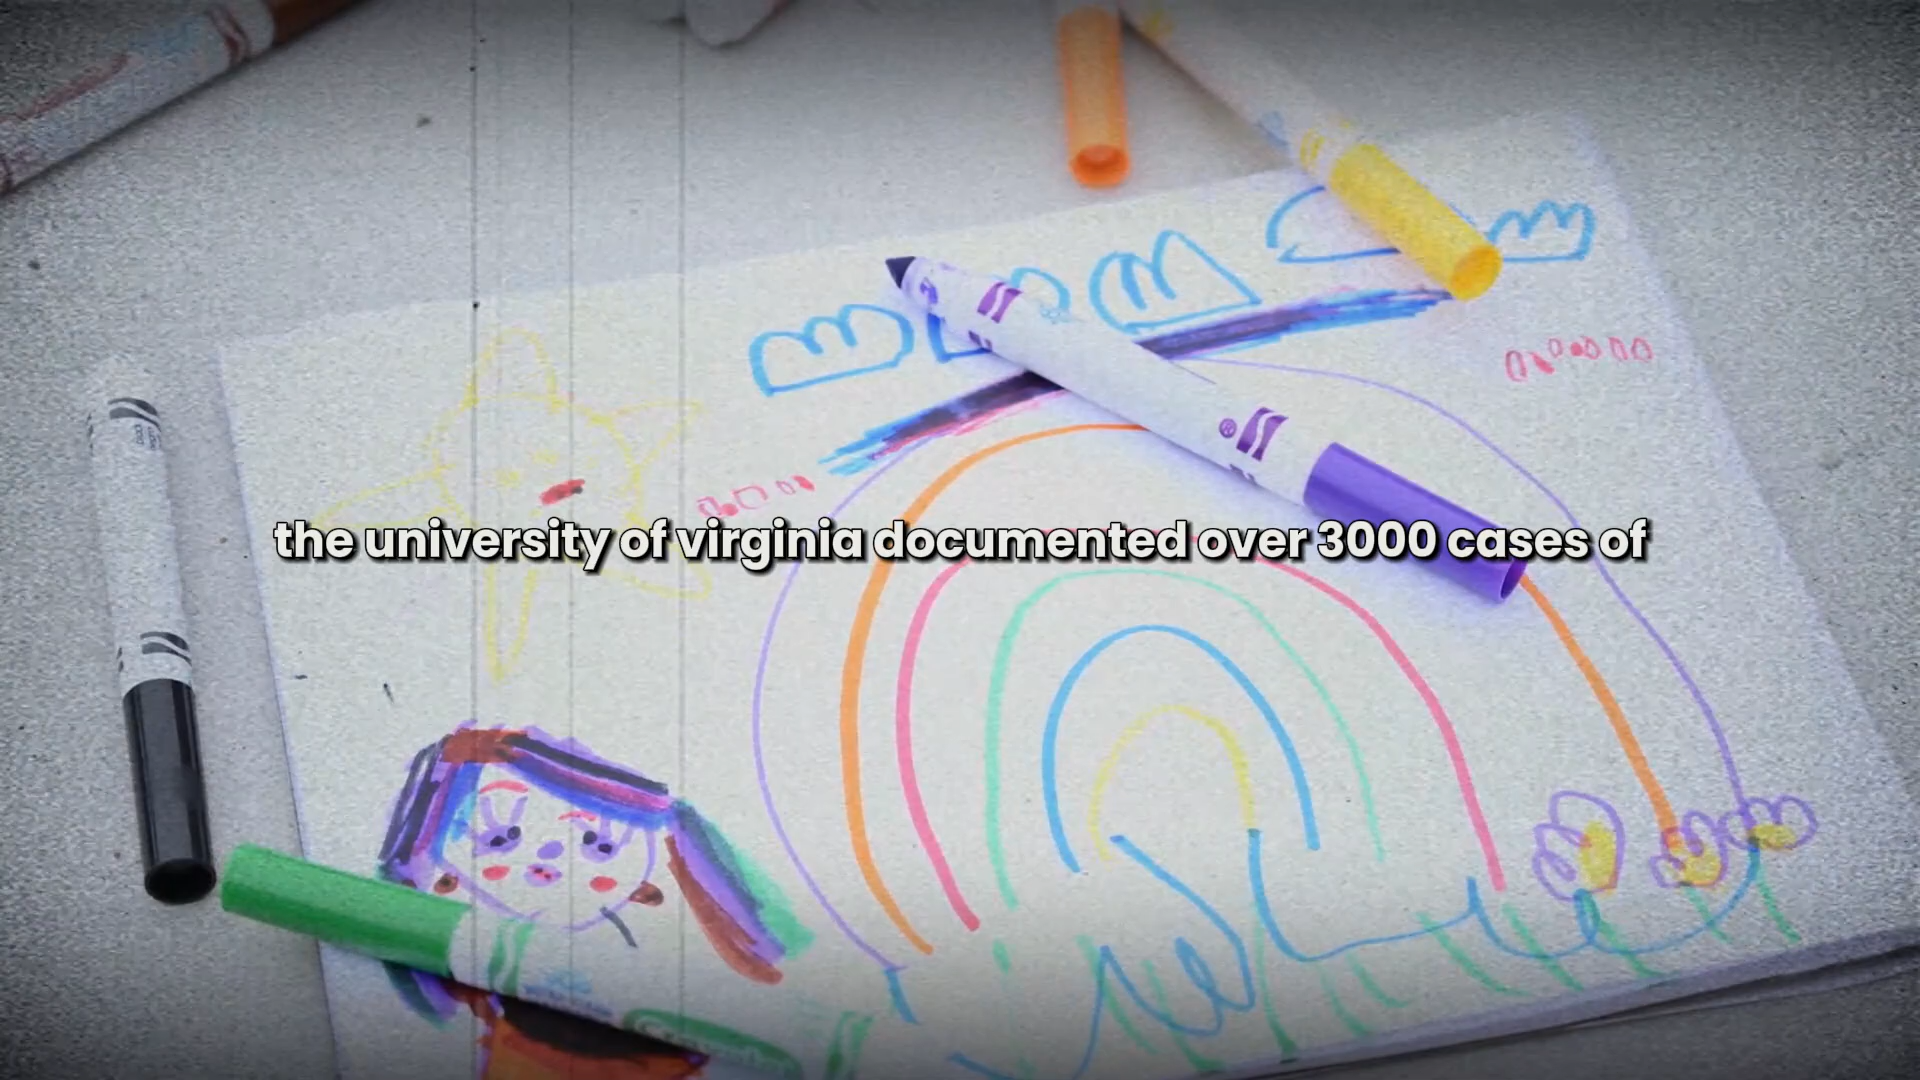 the university of virginia documented over 3000 cases of